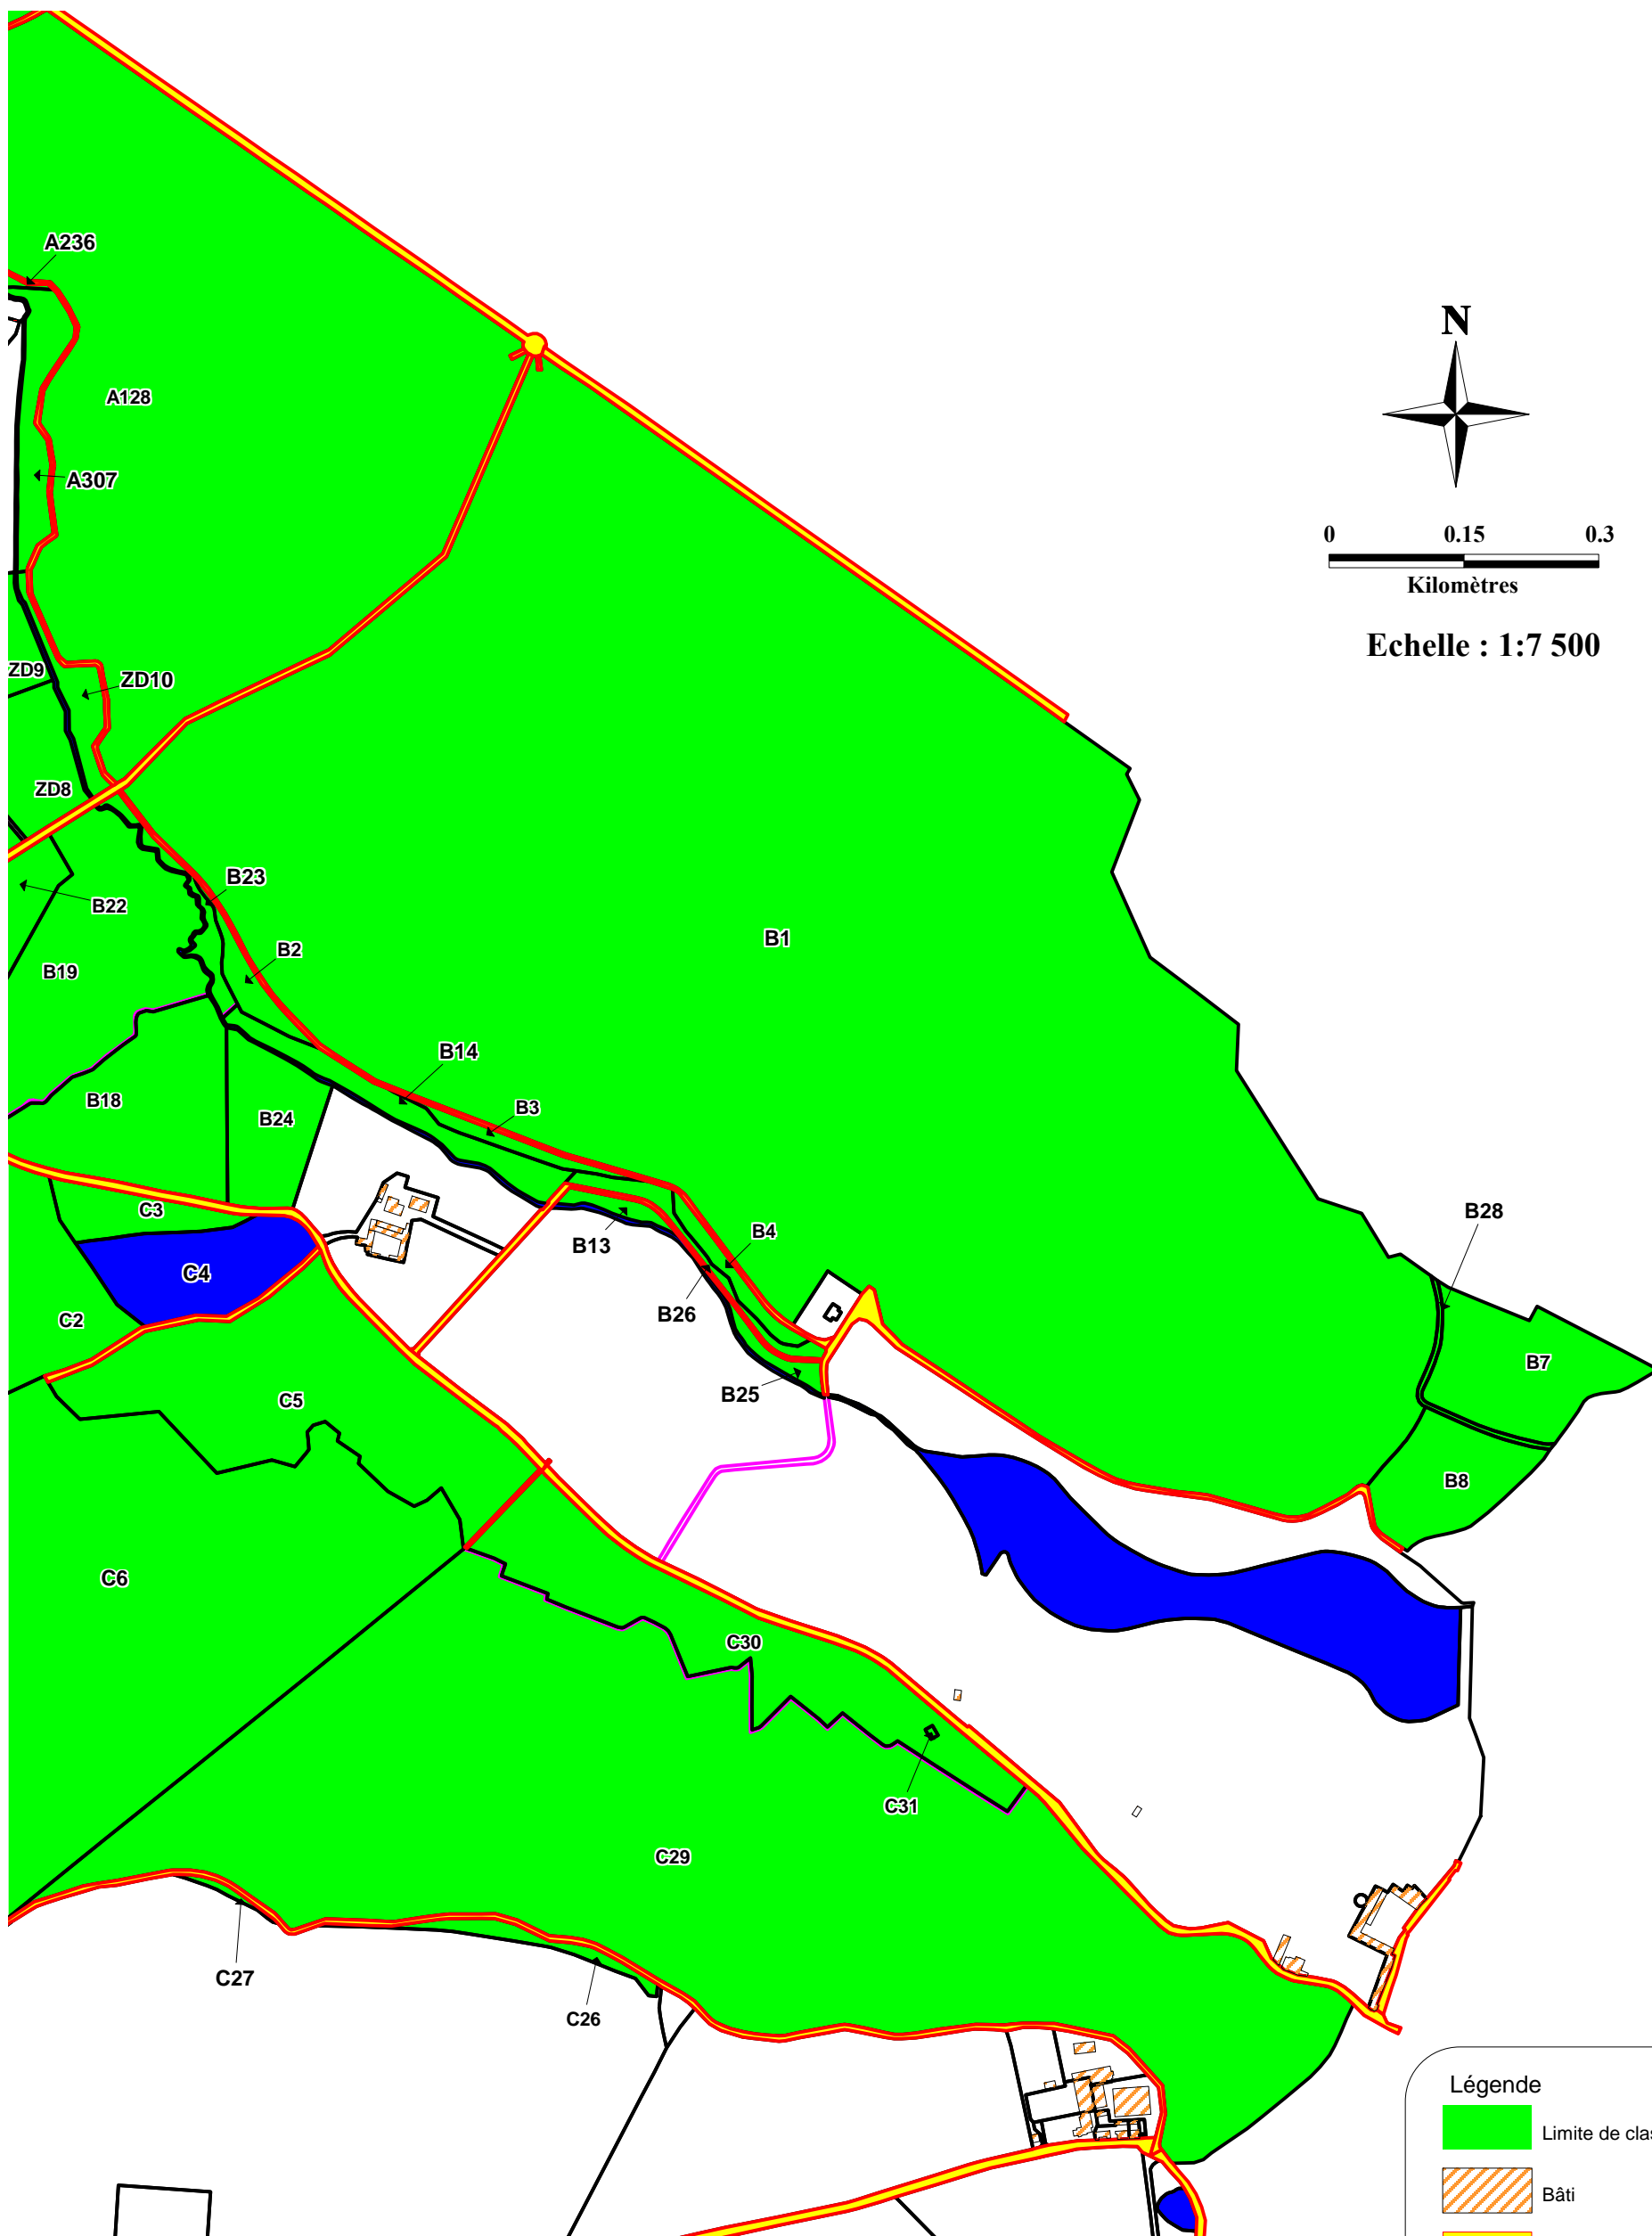 A236
N
A128
A307
0 0.15 0.3
Kilomètres
Echelle : 1:7 500
ZD9
ZD10
ZD8
B23
B22
B1
B2
B19
B14
B18
B3
B24
C3
B28
B4
B13
C4
B26
C2
B7
B25
C5
B8
C6
C30
C31
C29
C27
C26
Légende
Limite de clas
Bâti